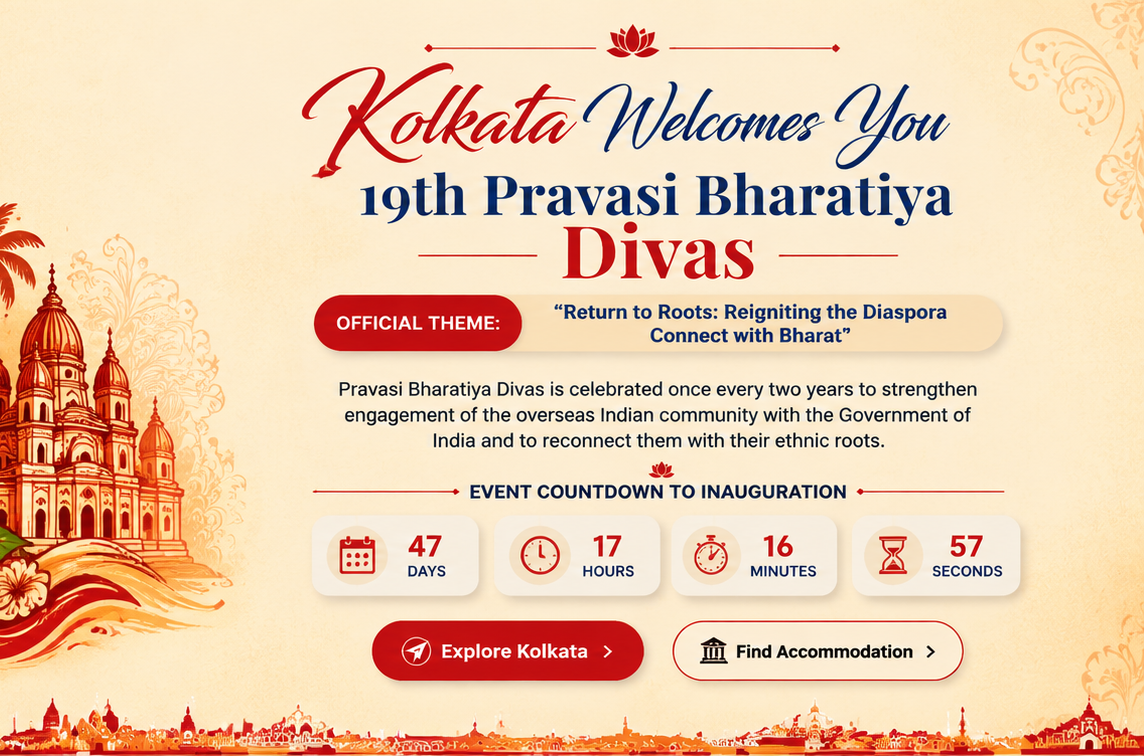 Kolkata Welcomes You
19th Pravasi Bharatiya
Divas
OFFICIAL THEME:
“Return to Roots: Reigniting the Diaspora
Connect with Bharat”
Pravasi Bharatiya Divas is celebrated once every two years to strengthen
engagement of the overseas Indian community with the Government of
India and to reconnect them with their ethnic roots.
EVENT COUNTDOWN TO INAUGURATION
47
DAYS
17
HOURS
16
MINUTES
57
SECONDS
Explore Kolkata
Find Accommodation